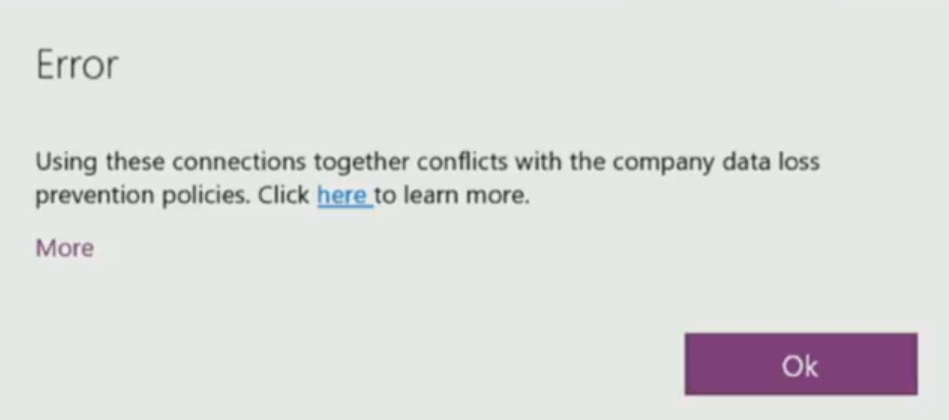 Error
Using these connections together conflicts with the company data loss
prevention policies. Click here to learn more.
More
Ok